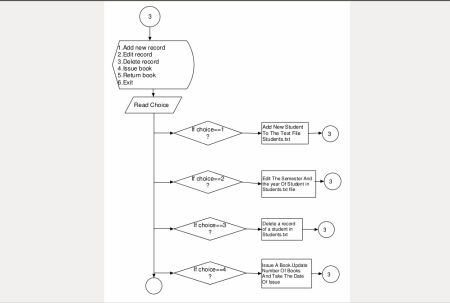 3
1.Add new record
2.Edit record
3.Delete record
4.Issue book
5.Return book
6.Exit
Read Choice
If choice==1
?
Add New Student
To The Text File
Students.txt
3
If choice==2
?
Edit The Semester And
the year Of Student in
Students.txt file
3
If choice==3
?
Delete a record
of a student in
Students.txt
3
If choice==4
?
Issue A Book Update
Number Of Books
And Take The Date
Of Issue
3